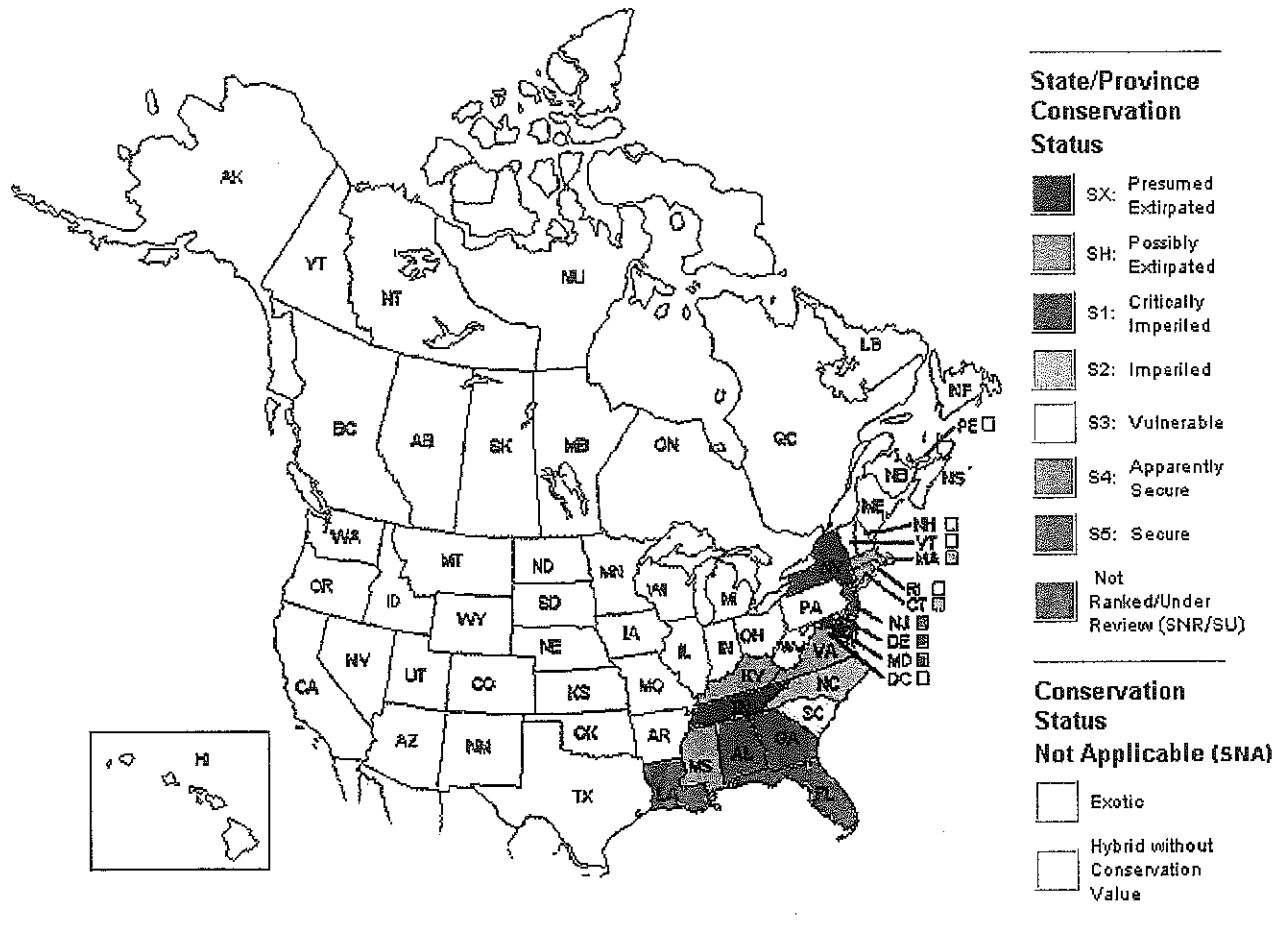 State/Province
Conservation
Status
SX: Presumed
Extirpated
SH: Possibly
Extirpated
S1: Critically
Imperiled
S2: Imperiled
S3: Vulnerable
S4: Apparently
Secure
S5: Secure
Not
Ranked/Under
Review (SNR/SU)
Conservation
Status
Not Applicable (SNA)
Exotic
Hybrid without
Conservation
Value
AK
YT
NT
NU
LB
NF
PE
BC
AB
SK
MB
ON
QC
NB
NS
NH
VT
MA
RI
CT
NJ
DE
MD
DC
WA
MT
ND
MN
WI
MI
PA
OR
ID
WY
SD
IA
NE
IL
IN
OH
WV
VA
NV
UT
CO
KS
MO
KY
NC
CA
AZ
NM
OK
AR
TN
SC
MS
AL
GA
TX
LA
FL
HI